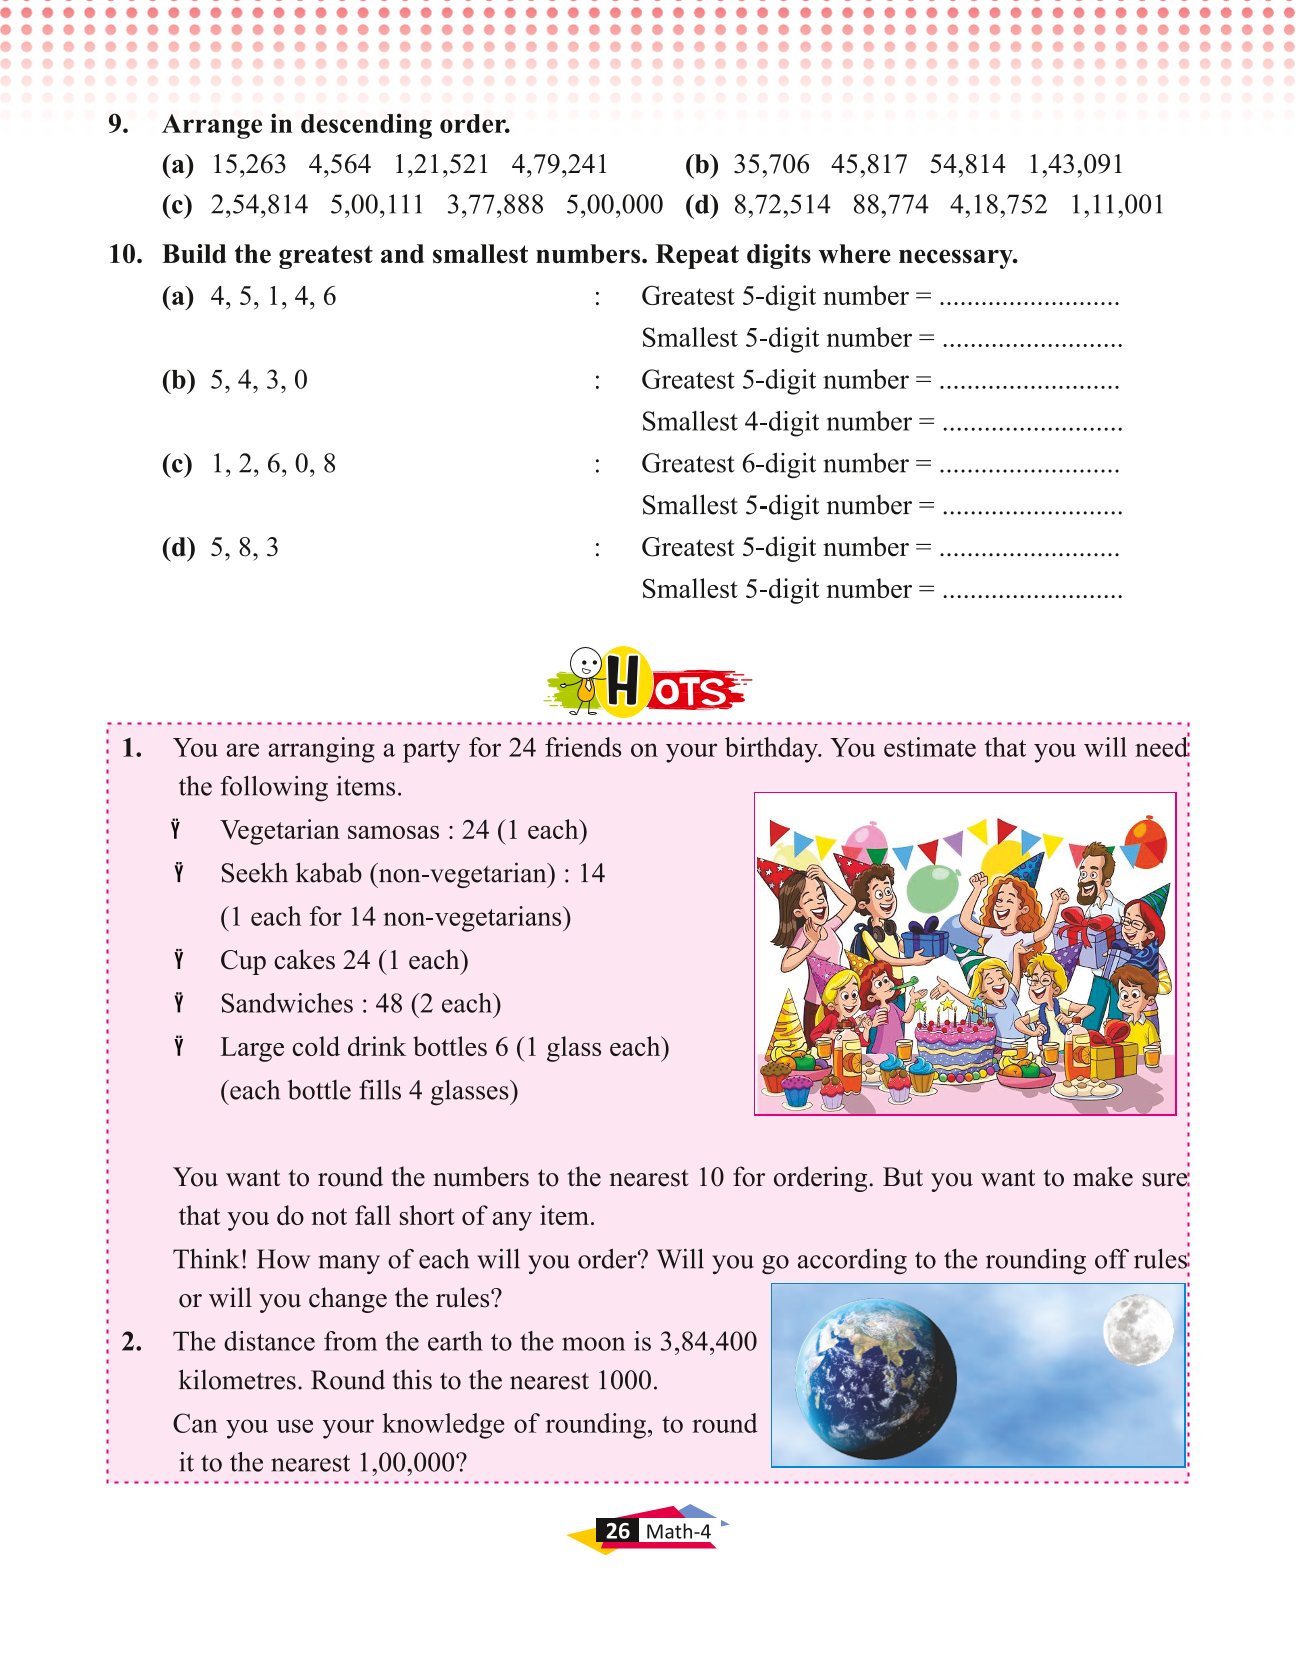 9. Arrange in descending order.
(a) 15,263 4,564 1,21,521 4,79,241 (b) 35,706 45,817 54,814 1,43,091
(c) 2,54,814 5,00,111 3,77,888 5,00,000 (d) 8,72,514 88,774 4,18,752 1,11,001
10. Build the greatest and smallest numbers. Repeat digits where necessary.
(a) 4, 5, 1, 4, 6 : Greatest 5-digit number = ..........................
Smallest 5-digit number = ..........................
(b) 5, 4, 3, 0 : Greatest 5-digit number = ..........................
Smallest 4-digit number = ..........................
(c) 1, 2, 6, 0, 8 : Greatest 6-digit number = ..........................
Smallest 5-digit number = ..........................
(d) 5, 8, 3 : Greatest 5-digit number = ..........................
Smallest 5-digit number = ..........................
HOTS
1. You are arranging a party for 24 friends on your birthday. You estimate that you will need
the following items.
Ÿ Vegetarian samosas : 24 (1 each)
Ÿ Seekh kabab (non-vegetarian) : 14
(1 each for 14 non-vegetarians)
Ÿ Cup cakes 24 (1 each)
Ÿ Sandwiches : 48 (2 each)
Ÿ Large cold drink bottles 6 (1 glass each)
(each bottle fills 4 glasses)
You want to round the numbers to the nearest 10 for ordering. But you want to make sure
that you do not fall short of any item.
Think! How many of each will you order? Will you go according to the rounding off rules
or will you change the rules?
2. The distance from the earth to the moon is 3,84,400
kilometres. Round this to the nearest 1000.
Can you use your knowledge of rounding, to round
it to the nearest 1,00,000?
26 Math-4